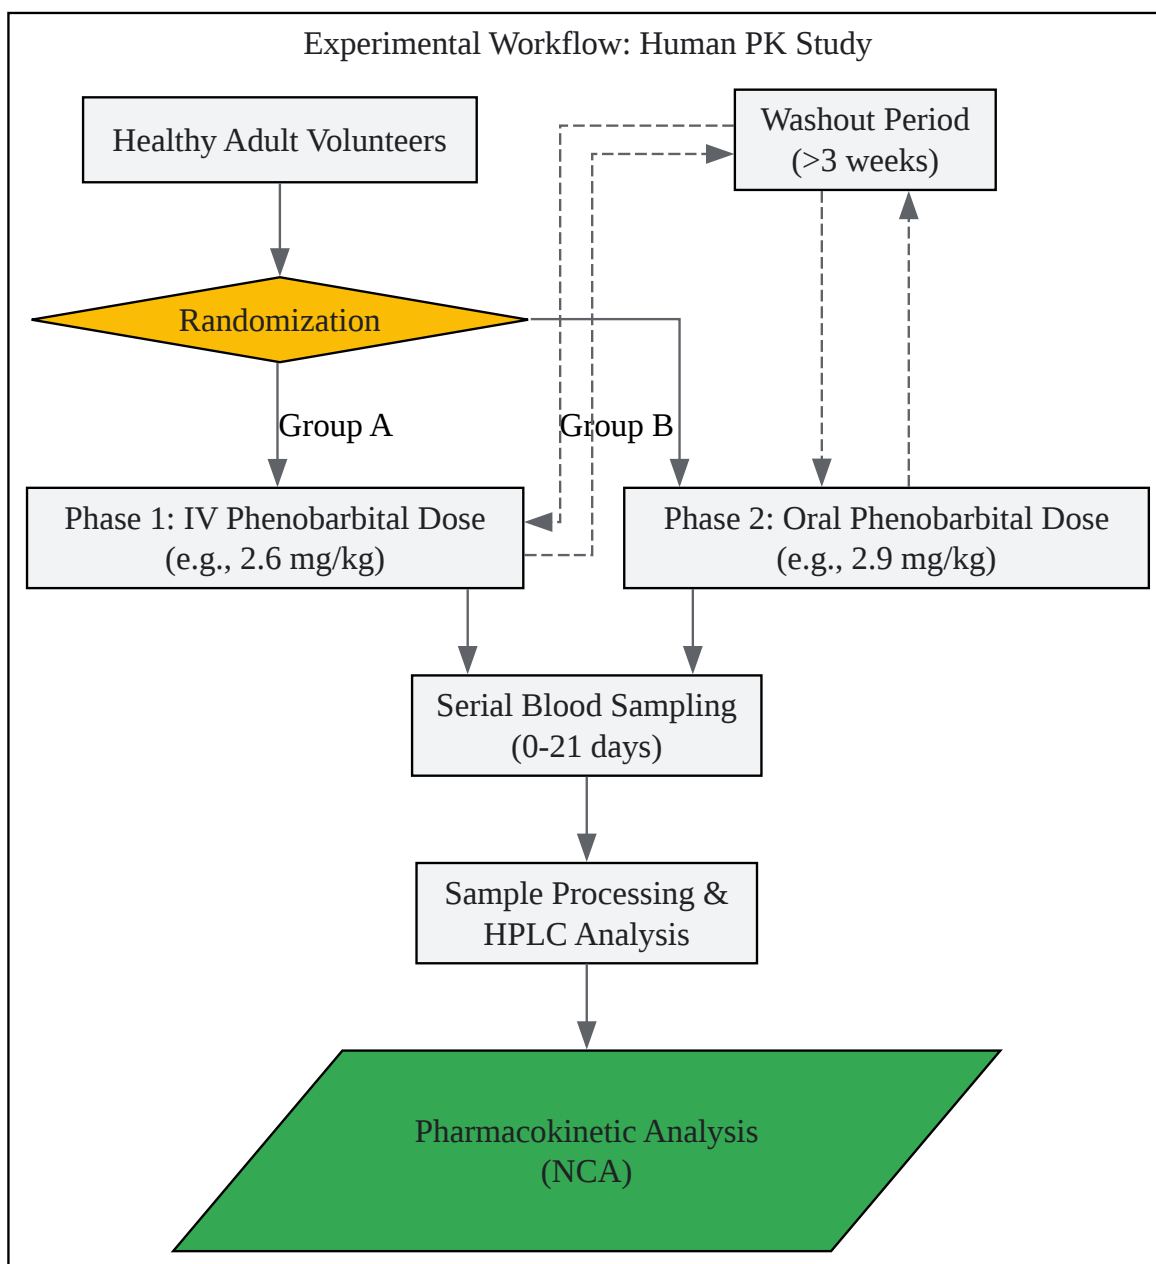 Experimental Workflow: Human PK Study
Healthy Adult Volunteers
Washout Period
(>3 weeks)
Randomization
Group A
Group B
Phase 1: IV Phenobarbital Dose
(e.g., 2.6 mg/kg)
Phase 2: Oral Phenobarbital Dose
(e.g., 2.9 mg/kg)
Serial Blood Sampling
(0-21 days)
Sample Processing &
HPLC Analysis
Pharmacokinetic Analysis
(NCA)